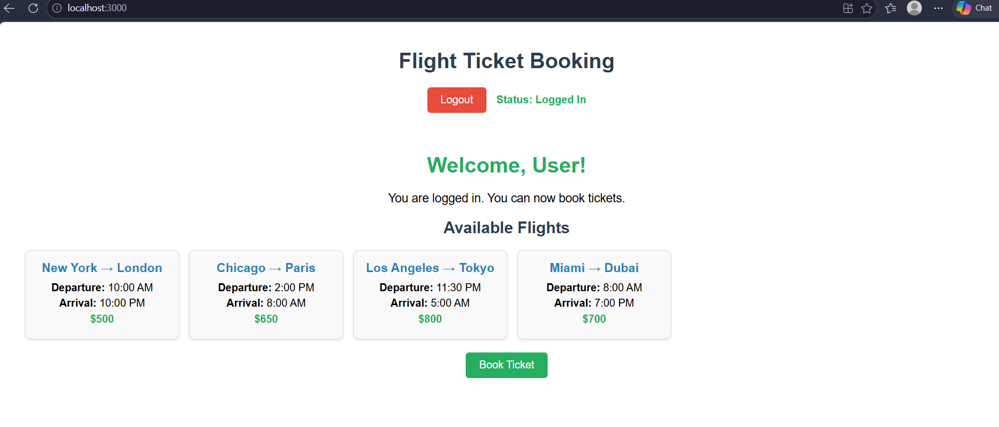 localhost:3000
Chat
Flight Ticket Booking
Logout
Status: Logged In
Welcome, User!
You are logged in. You can now book tickets.
Available Flights
New York → London
Departure: 10:00 AM
Arrival: 10:00 PM
$500
Chicago → Paris
Departure: 2:00 PM
Arrival: 8:00 AM
$650
Los Angeles → Tokyo
Departure: 11:30 PM
Arrival: 5:00 AM
$800
Miami → Dubai
Departure: 8:00 AM
Arrival: 7:00 PM
$700
Book Ticket